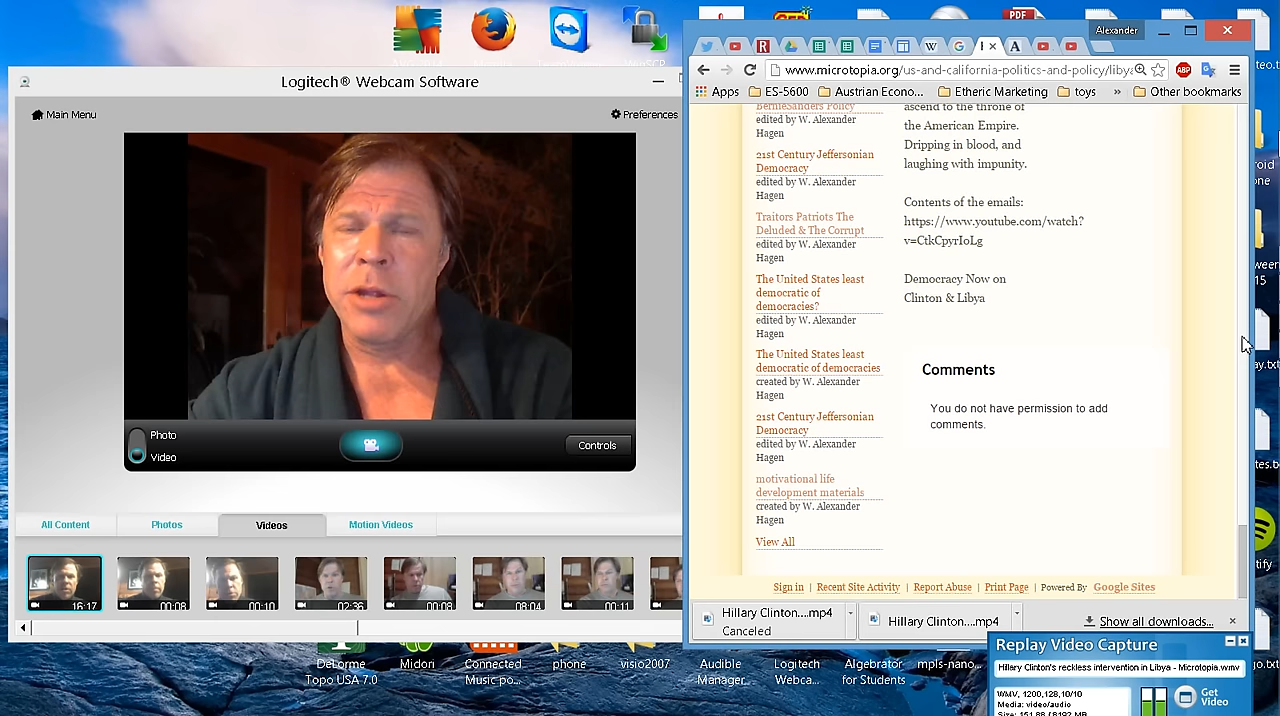 Logitech® Webcam Software
Main Menu
Preferences
Photo
Video
Controls
All Content
Photos
Videos
Motion Videos
16:17
00:06
00:10
02:36
00:08
08:04
00:11
DeLorme
Topo USA 7.0
Midori
Connected
Music-po...
phone
visio2007
Audible
Manager...
Logitech
Webca...
Algebrator
for Students
mpls-nano...
Alexander
www.microtopia.org/us-and-california-politics-and-policy/libys
Apps
ES-5600
Austrian Econo...
Etheric Marketing
toys
»
Other bookmarks
BernieSanders Policy
edited by W. Alexander
Hagen
21st Century Jeffersonian
Democracy
edited by W. Alexander
Hagen
Traitors Patriots The
Deluded & The Corrupt
edited by W. Alexander
Hagen
The United States least
democratic of
democracies?
edited by W. Alexander
Hagen
The United States least
democratic of democracies
created by W. Alexander
Hagen
21st Century Jeffersonian
Democracy
edited by W. Alexander
Hagen
motivational life
development materials
created by W. Alexander
Hagen
View All
ascend to the throne of
the American Empire.
Dripping in blood, and
laughing with impunity.
Contents of the emails:
https://www.youtube.com/watch?
v=CtkCpyrIoLg
Democracy Now on
Clinton & Libya
Comments
You do not have permission to add
comments.
Sign in | Recent Site Activity | Report Abuse | Print Page | Powered By Google Sites
Hillary Clinton....mp4
Canceled
Hillary Clinton....mp4
Show all downloads...
Replay Video Capture
Hillary Clinton's reckless intervention in Libya - Microtopia.wmv
WMV, 1200,128,10/10
Media: video/audio
Get
Video